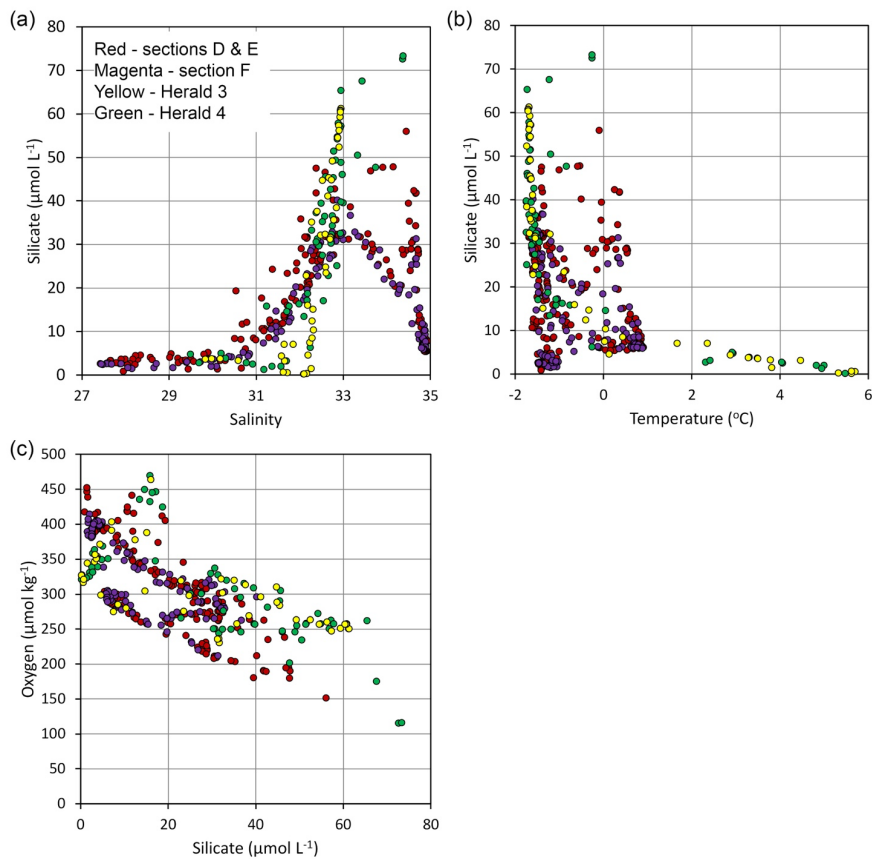 (a)
80
70
60
50
40
30
20
10
0
Silicate (µmol L⁻¹)
Red - sections D & E
Magenta - section F
Yellow - Herald 3
Green - Herald 4
27 29 31 33 35
Salinity
(b)
80
70
60
50
40
30
20
10
0
Silicate (µmol L⁻¹)
-2 0 2 4 6
Temperature (ᵒC)
(c)
500
450
400
350
300
250
200
150
100
50
0
Oxygen (µmol kg⁻¹)
0 20 40 60 80
Silicate (µmol L⁻¹)